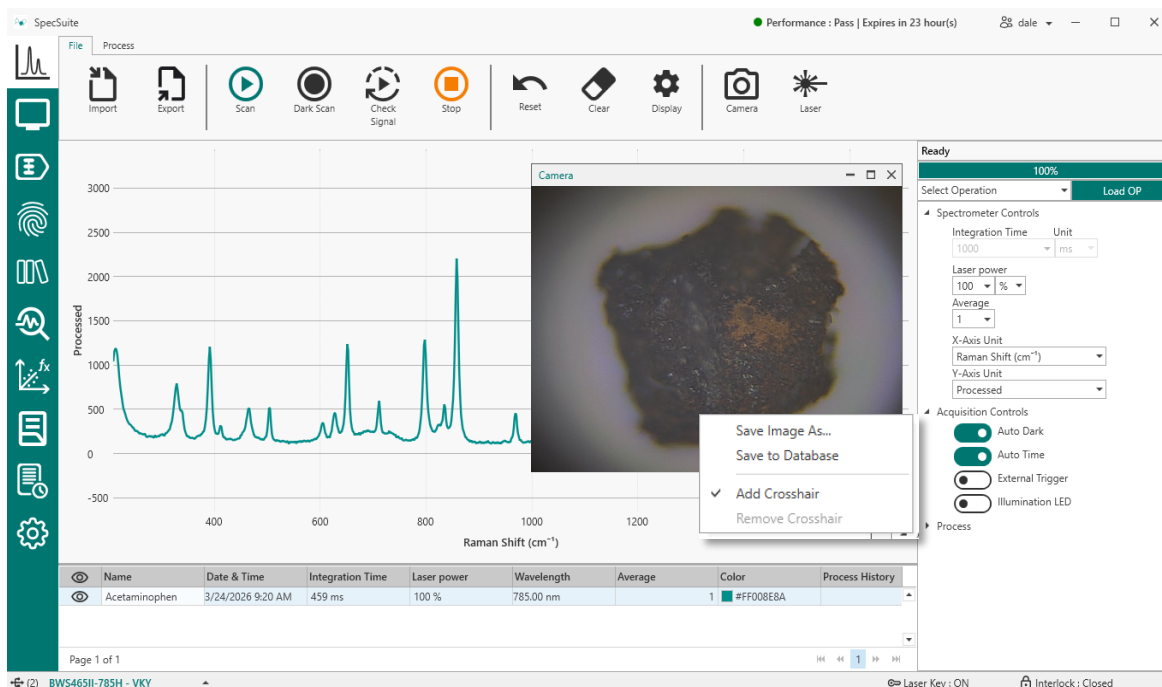 SpecSuite
Performance : Pass | Expires in 23 hour(s)
dale
File
Process
Import
Export
Scan
Dark Scan
Check
Signal
Stop
Reset
Clear
Display
Camera
Laser
3000
2500
2000
1500
1000
500
0
-500
Processed
400
600
800
1000
1200
Raman Shift (cm⁻¹)
Camera
Save Image As...
Save to Database
Add Crosshair
Remove Crosshair
Ready
100%
Select Operation
Load OP
Spectrometer Controls
Integration Time
Unit
1000
ms
Laser power
100
%
Average
1
X-Axis Unit
Raman Shift (cm⁻¹)
Y-Axis Unit
Processed
Acquisition Controls
Auto Dark
Auto Time
External Trigger
Illumination LED
Process
Name Date & Time Integration Time Laser power Wavelength Average Color Process History
Acetaminophen 3/24/2026 9:20 AM 459 ms 100 % 785.00 nm 1 #FF008E8A
Page 1 of 1
1
(2) BWS465II-785H - VKY
Laser Key : ON
Interlock : Closed